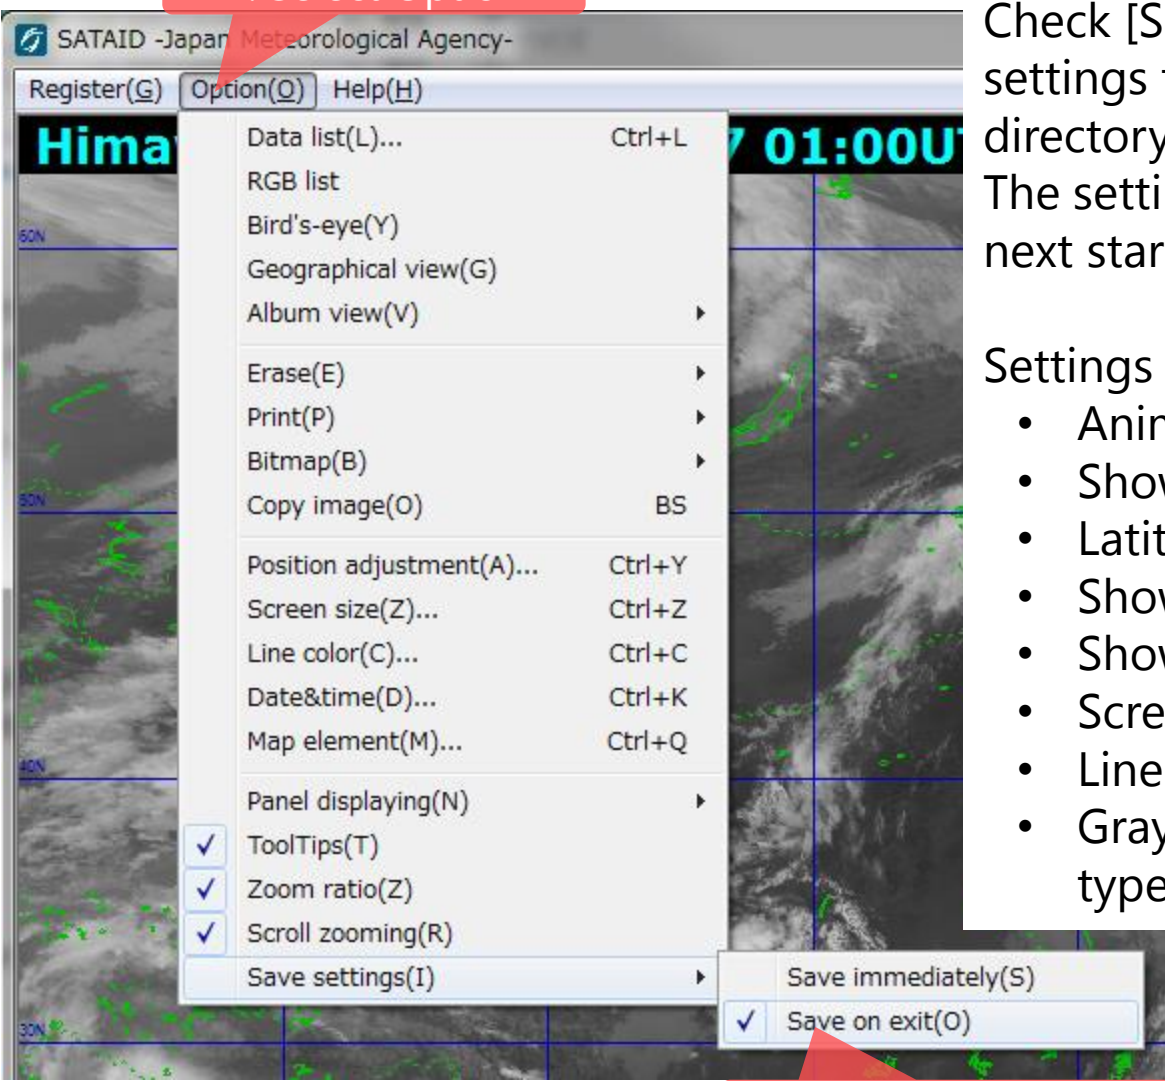 SATAID -Japan Meteorological Agency-
Register(G) Option(O) Help(H)
01:00U
Data list(L)... Ctrl+L
RGB list
Bird's-eye(Y)
Geographical view(G)
Album view(V)
Erase(E)
Print(P)
Bitmap(B)
Copy image(O) BS
Position adjustment(A)... Ctrl+Y
Screen size(Z)... Ctrl+Z
Line color(C)... Ctrl+C
Date&time(D)... Ctrl+K
Map element(M)... Ctrl+Q
Panel displaying(N)
ToolTips(T)
Zoom ratio(Z)
Scroll zooming(R)
Save settings(I)
Save immediately(S)
Save on exit(O)
60N
50N
40N
30N
Check [S
settings
directory
The setti
next star
Settings
• Anim
• Show
• Latit
• Show
• Show
• Scre
• Line
• Gray
type